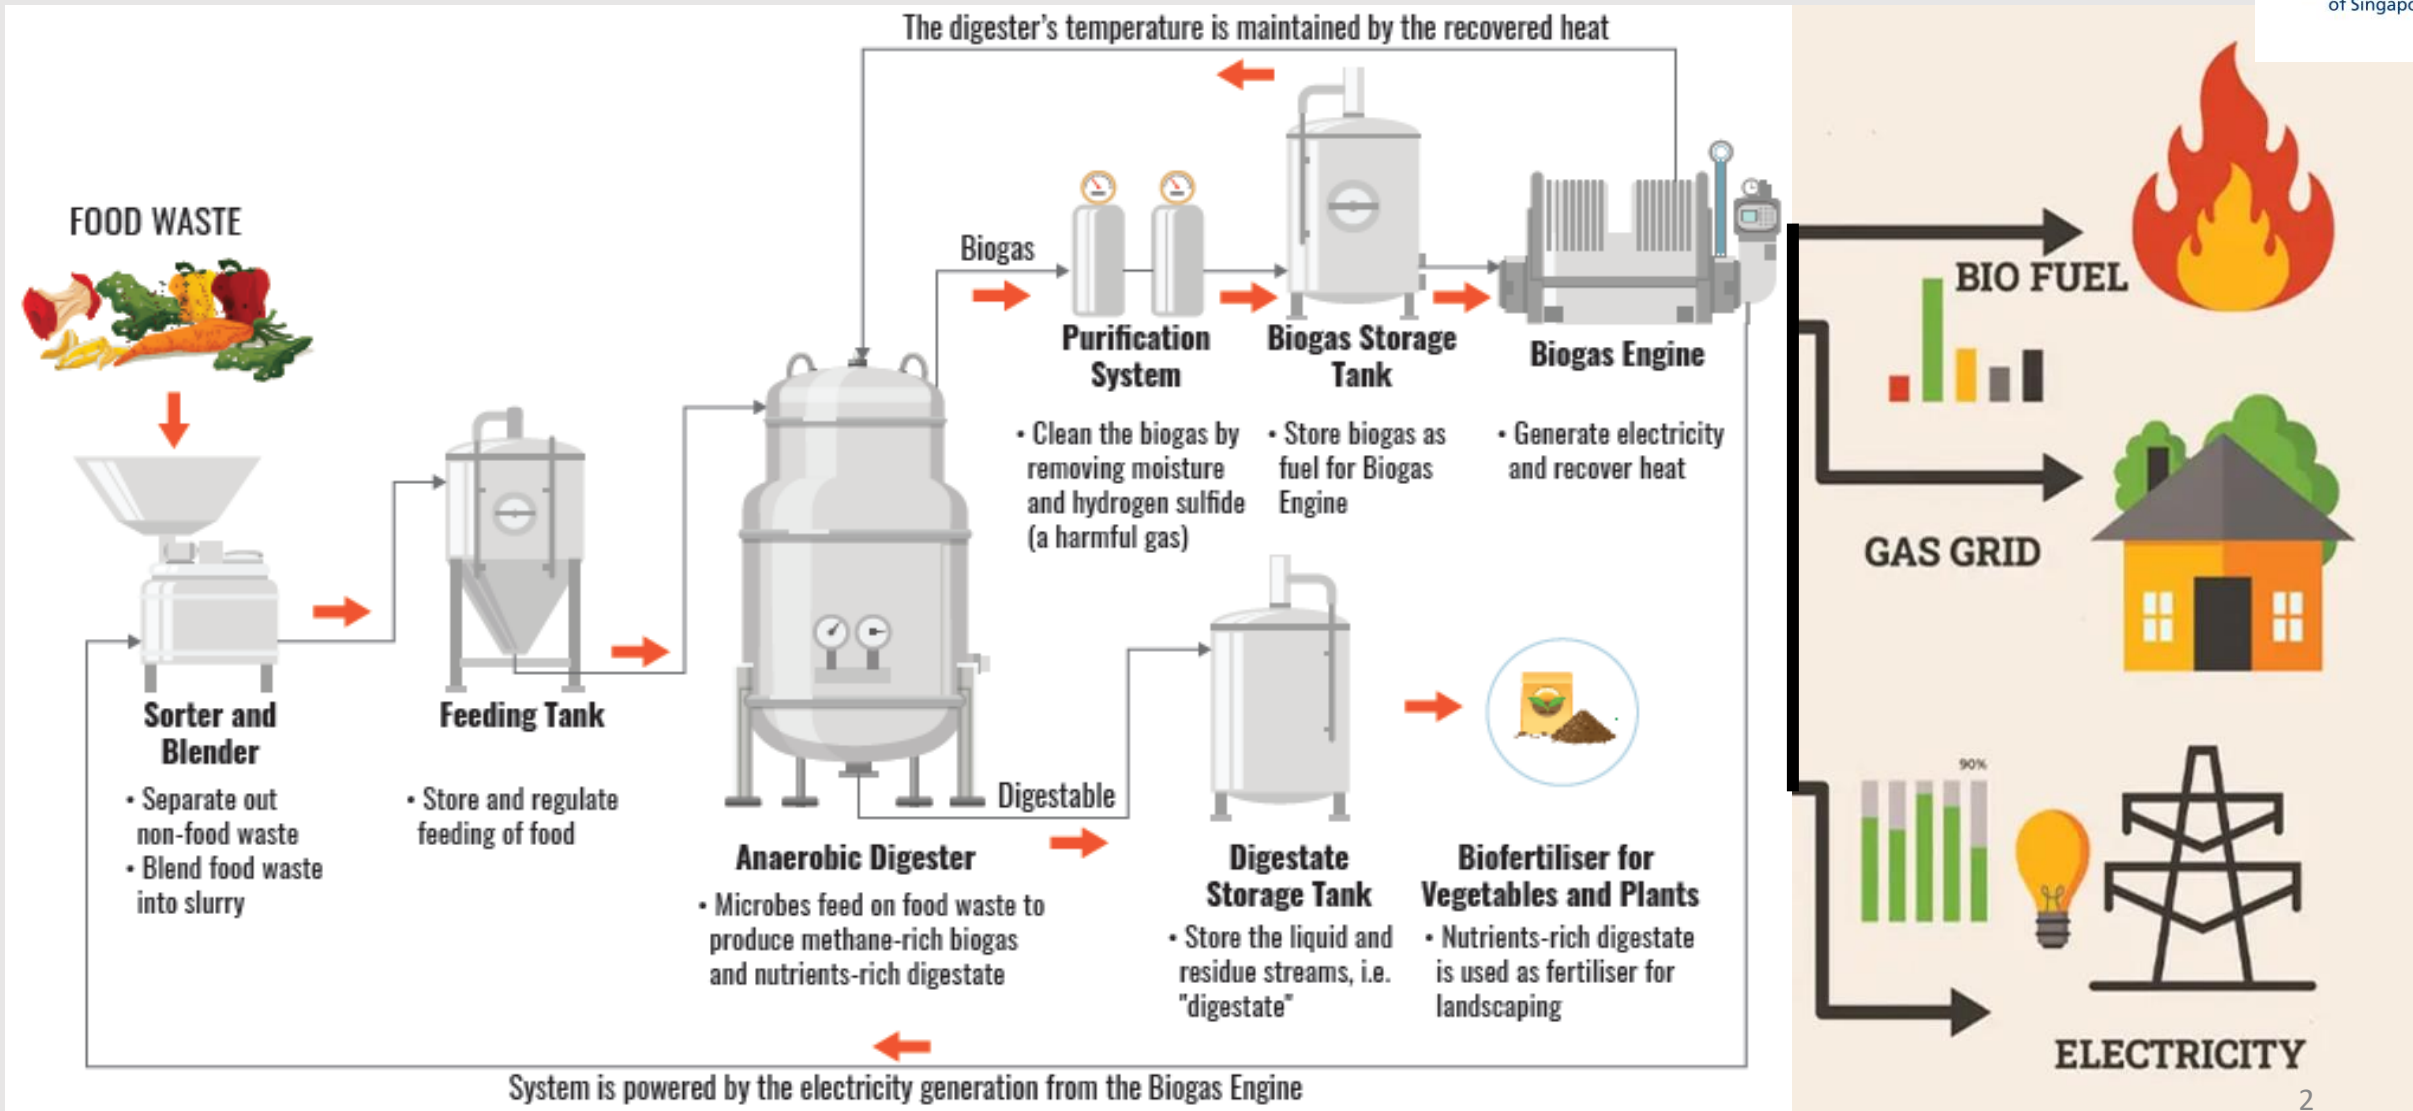 The digester's temperature is maintained by the recovered heat
FOOD WASTE
Biogas
Purification
System
• Clean the biogas by
removing moisture
and hydrogen sulfide
(a harmful gas)
Biogas Storage
Tank
• Store biogas as
fuel for Biogas
Engine
Biogas Engine
• Generate electricity
and recover heat
Sorter and
Blender
• Separate out
non-food waste
• Blend food waste
into slurry
Feeding Tank
• Store and regulate
feeding of food
Anaerobic Digester
• Microbes feed on food waste to
produce methane-rich biogas
and nutrients-rich digestate
Digestable
Digestate
Storage Tank
• Store the liquid and
residue streams, i.e.
"digestate"
Biofertiliser for
Vegetables and Plants
• Nutrients-rich digestate
is used as fertiliser for
landscaping
System is powered by the electricity generation from the Biogas Engine
of
BIO FUEL
GAS GRID
90%
ELECTRICITY
2